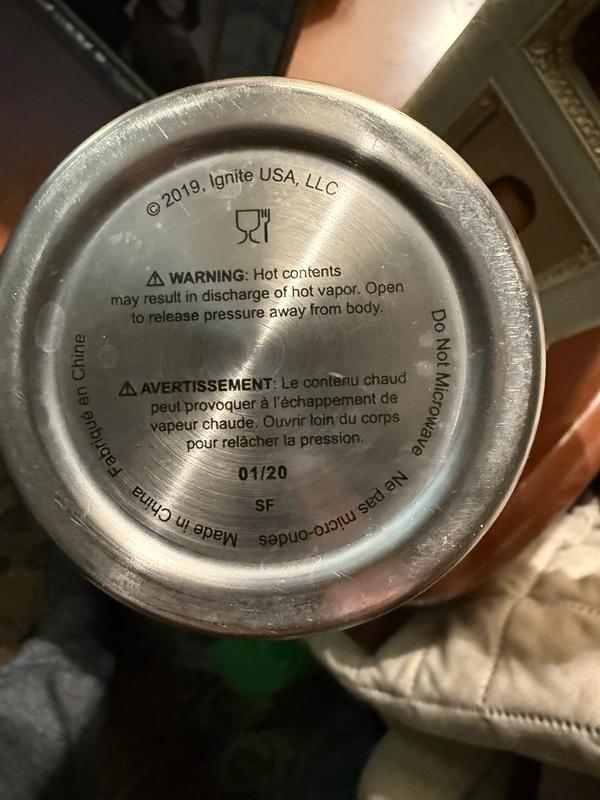 © 2019, Ignite USA, LLC
WARNING: Hot contents
may result in discharge of hot vapor. Open
to release pressure away from body.
AVERTISSEMENT: Le contenu chaud
peut provoquer à l'échappement de
vapeur chaude. Ouvrir loin du corps
pour relâcher la pression.
01/20
SF
Do Not Microwave
Ne pas micro-ondes
Made in China
Fabriqué en Chine